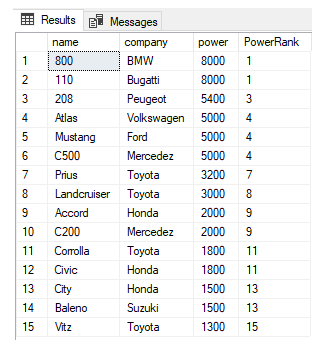 Results Messages
name company power PowerRank
1 800 BMW 8000 1
2 110 Bugatti 8000 1
3 208 Peugeot 5400 3
4 Atlas Volkswagen 5000 4
5 Mustang Ford 5000 4
6 C500 Mercedez 5000 4
7 Prius Toyota 3200 7
8 Landcruiser Toyota 3000 8
9 Accord Honda 2000 9
10 C200 Mercedez 2000 9
11 Corrolla Toyota 1800 11
12 Civic Honda 1800 11
13 City Honda 1500 13
14 Baleno Suzuki 1500 13
15 Vitz Toyota 1300 15